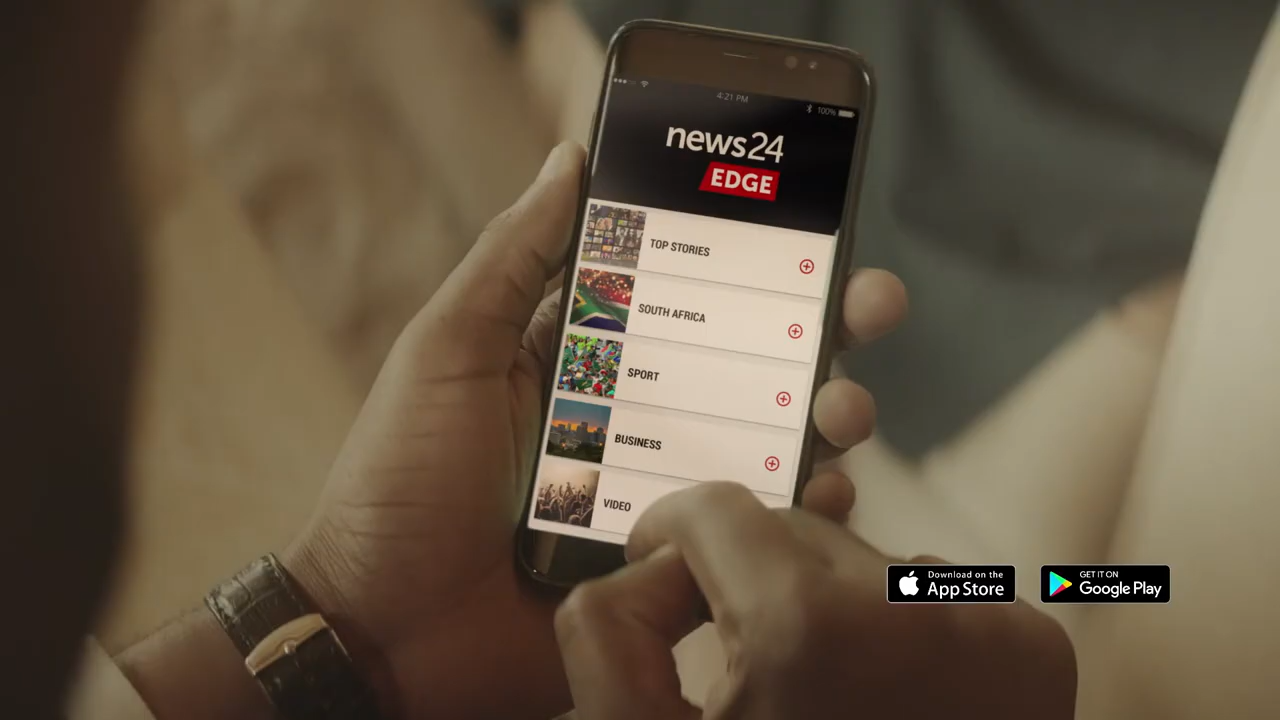 4:21 PM
100%
news24
EDGE
TOP STORIES
SOUTH AFRICA
SPORT
BUSINESS
VIDEO
Download on the
App Store
GET IT ON
Google Play